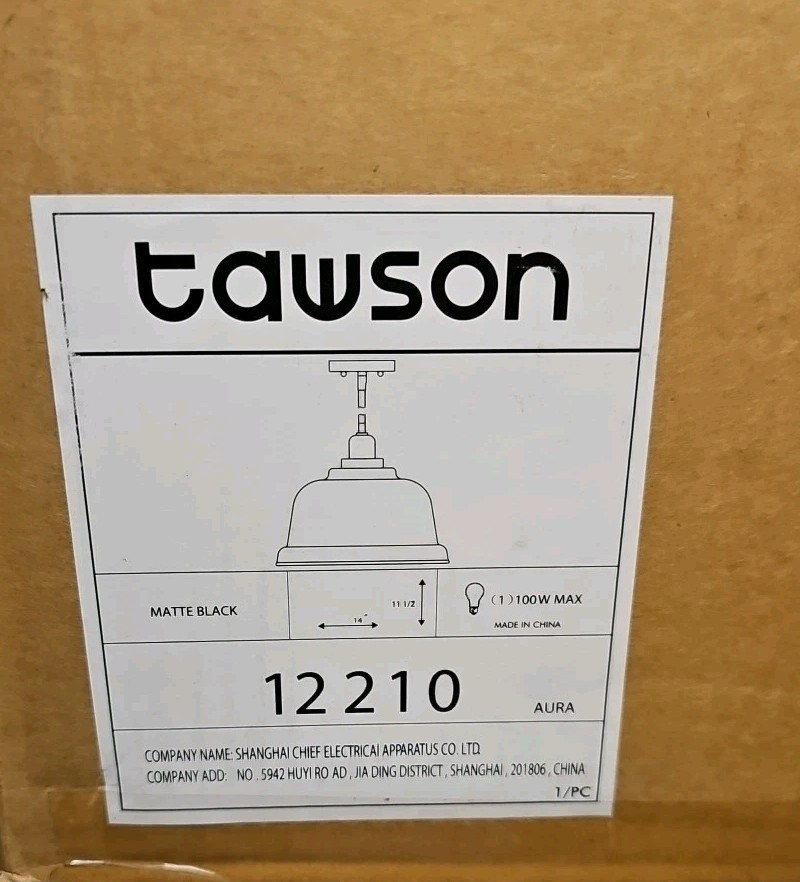 tawson
MATTE BLACK
11 1/2
14"
(1)100W MAX
MADE IN CHINA
12210
AURA
COMPANY NAME: SHANGHAI CHIEF ELECTRICAl APPARATUS CO. LTD.
COMPANY ADD: NO . 5942 HUYI RO AD , JIA DING DISTRICT , SHANGHAI , 201806 , CHINA
1/PC